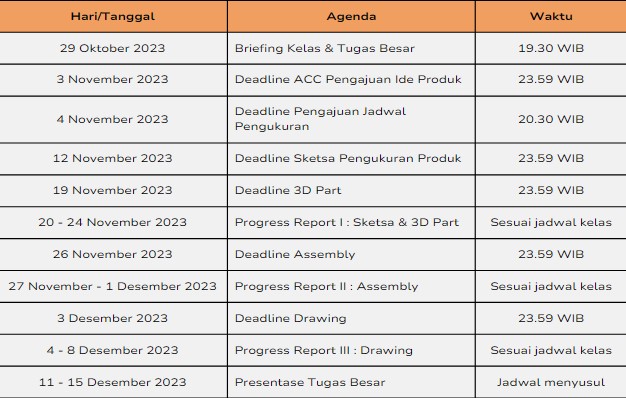 Hari/Tanggal Agenda Waktu
29 Oktober 2023 Briefing Kelas & Tugas Besar 19.30 WIB
3 November 2023 Deadline ACC Pengajuan Ide Produk 23.59 WIB
4 November 2023 Deadline Pengajuan Jadwal
Pengukuran 20.30 WIB
12 November 2023 Deadline Sketsa Pengukuran Produk 23.59 WIB
19 November 2023 Deadline 3D Part 23.59 WIB
20 - 24 November 2023 Progress Report I : Sketsa & 3D Part Sesuai jadwal kelas
26 November 2023 Deadline Assembly 23.59 WIB
27 November - 1 Desember 2023 Progress Report II : Assembly Sesuai jadwal kelas
3 Desember 2023 Deadline Drawing 23.59 WIB
4 - 8 Desember 2023 Progress Report III : Drawing Sesuai jadwal kelas
11 - 15 Desember 2023 Presentase Tugas Besar Jadwal menyusul